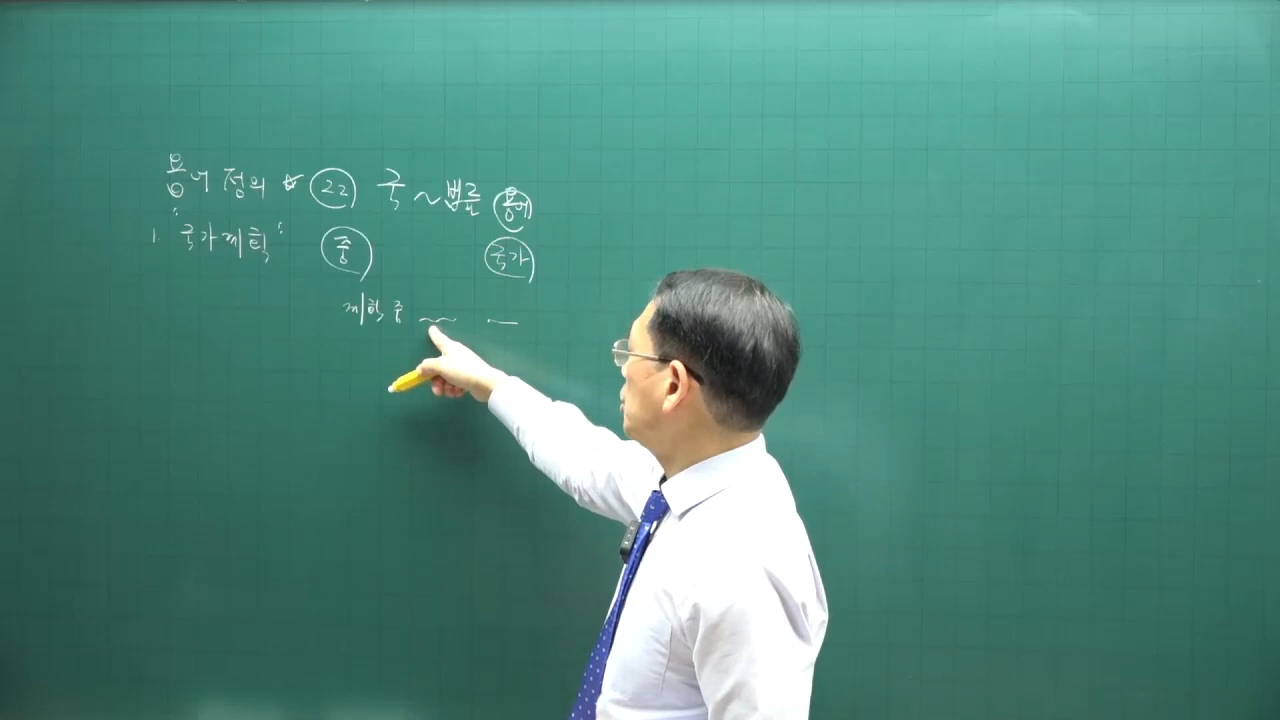 용어 정의 ☆ 22 국~법률 용어
1. "국가계획" 중 국가
계획 중 ~ —